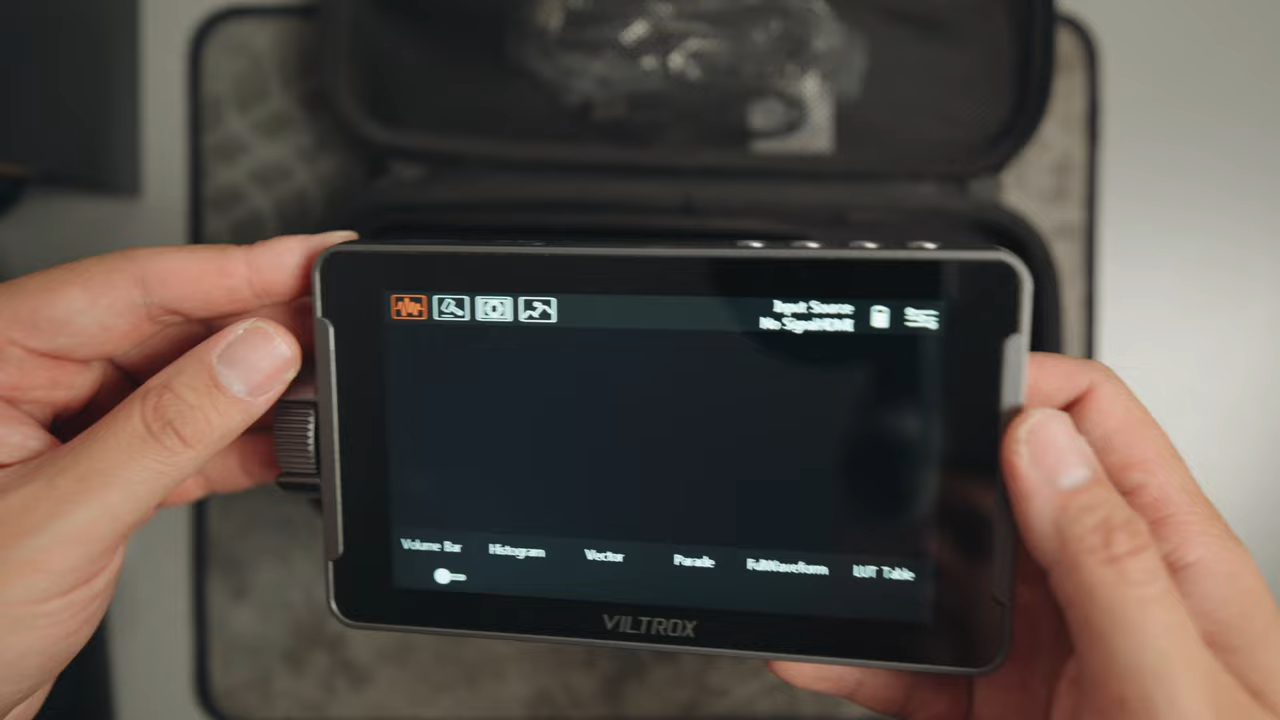 Input Source
No Signal HDMI
Volume Bar
Histogram
Vector
Parade
FullWaveform
LUT Table
VILTROX